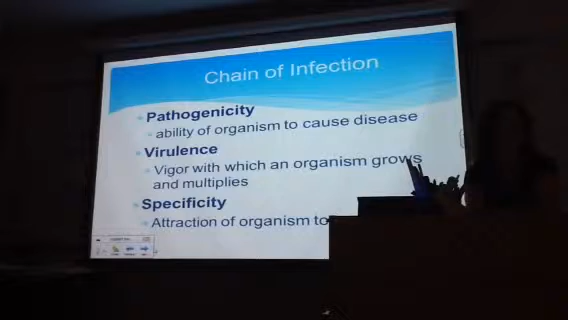 Chain of Infection
Pathogenicity
ability of organism to cause disease
Virulence
Vigor with which an organism grows
and multiplies
Specificity
Attraction of organism to